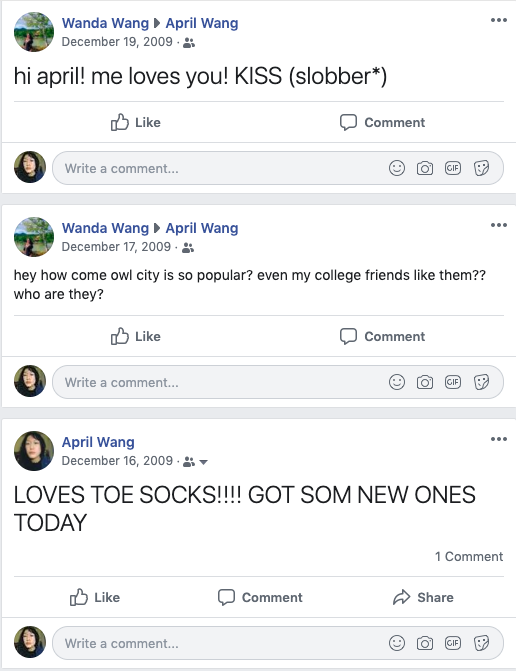 Wanda Wang ▶ April Wang
December 19, 2009 ·
hi april! me loves you! KISS (slobber*)
Like Comment
Write a comment... GIF
Wanda Wang ▶ April Wang
December 17, 2009 ·
hey how come owl city is so popular? even my college friends like them??
who are they?
Like Comment
Write a comment... GIF
April Wang
December 16, 2009 ·
LOVES TOE SOCKS!!!! GOT SOM NEW ONES
TODAY
1 Comment
Like Comment Share
Write a comment... GIF